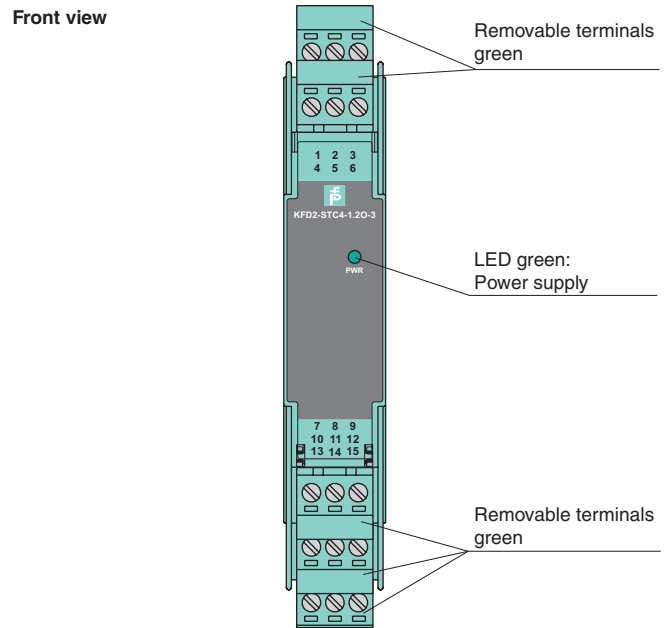 Front view
Removable terminals
green
1 2 3
4 5 6
KFD2-STC4-1.2O-3
PWR
LED green:
Power supply
7 8 9
10 11 12
13 14 15
Removable terminals
green